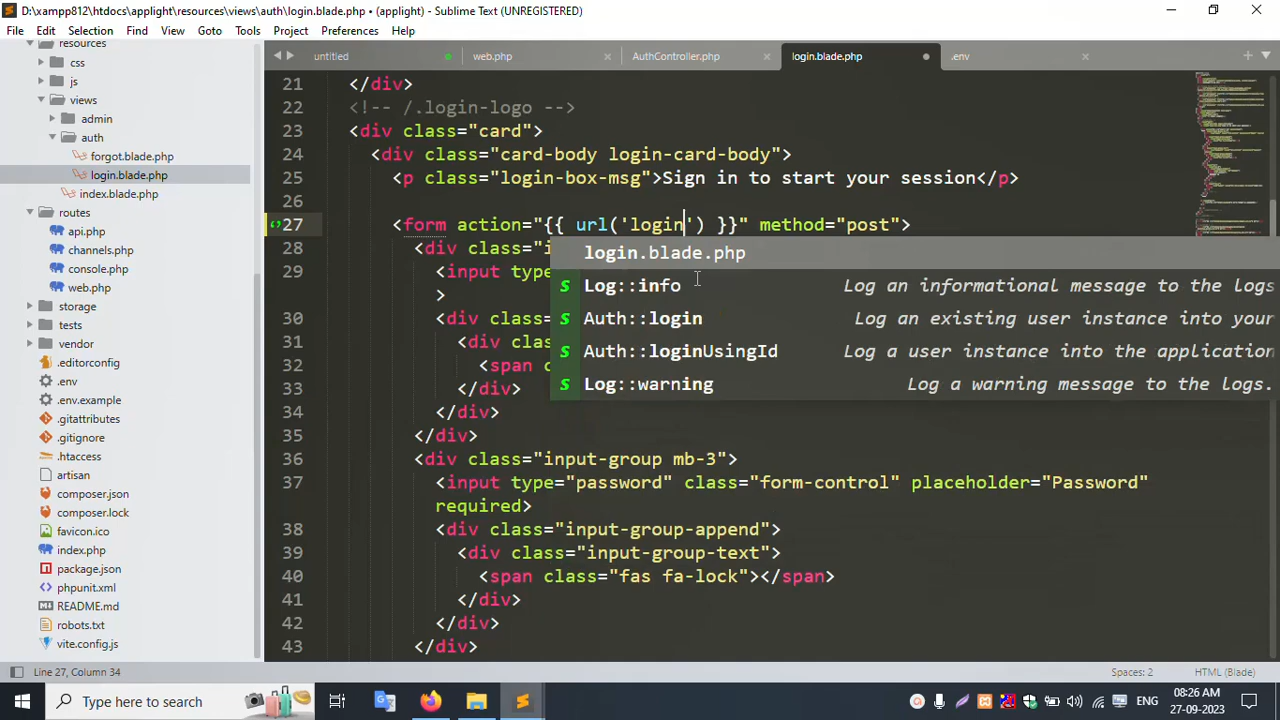 D:\xampp812\htdocs\applight\resources\views\auth\login.blade.php • (applight) - Sublime Text (UNREGISTERED)
File Edit Selection Find View Goto Tools Project Preferences Help
resources
css
js
views
admin
auth
forgot.blade.php
login.blade.php
index.blade.php
routes
api.php
channels.php
console.php
web.php
storage
tests
vendor
.editorconfig
.env
.env.example
.gitattributes
.gitignore
.htaccess
artisan
composer.json
composer.lock
favicon.ico
index.php
package.json
phpunit.xml
README.md
robots.txt
vite.config.js
untitled web.php AuthController.php login.blade.php .env
21 </div>
22 <!-- /.login-logo -->
23 <div class="card">
24 <div class="card-body login-card-body">
25 <p class="login-box-msg">Sign in to start your session</p>
26
27 <form action="{{ url('login') }}" method="post">
28 <div class="i
29 <input type
>
30 <div clas
31 <div cla
32 <span c
33 </div>
34 </div>
35 </div>
36 <div class="input-group mb-3">
37 <input type="password" class="form-control" placeholder="Password"
required>
38 <div class="input-group-append">
39 <div class="input-group-text">
40 <span class="fas fa-lock"></span>
41 </div>
42 </div>
43 </div>
login.blade.php
S Log::info Log an informational message to the logs
S Auth::login Log an existing user instance into your
S Auth::loginUsingId Log a user instance into the application
S Log::warning Log a warning message to the logs.
Line 27, Column 34 Spaces: 2 HTML (Blade)
Type here to search
ENG
08:26 AM
27-09-2023